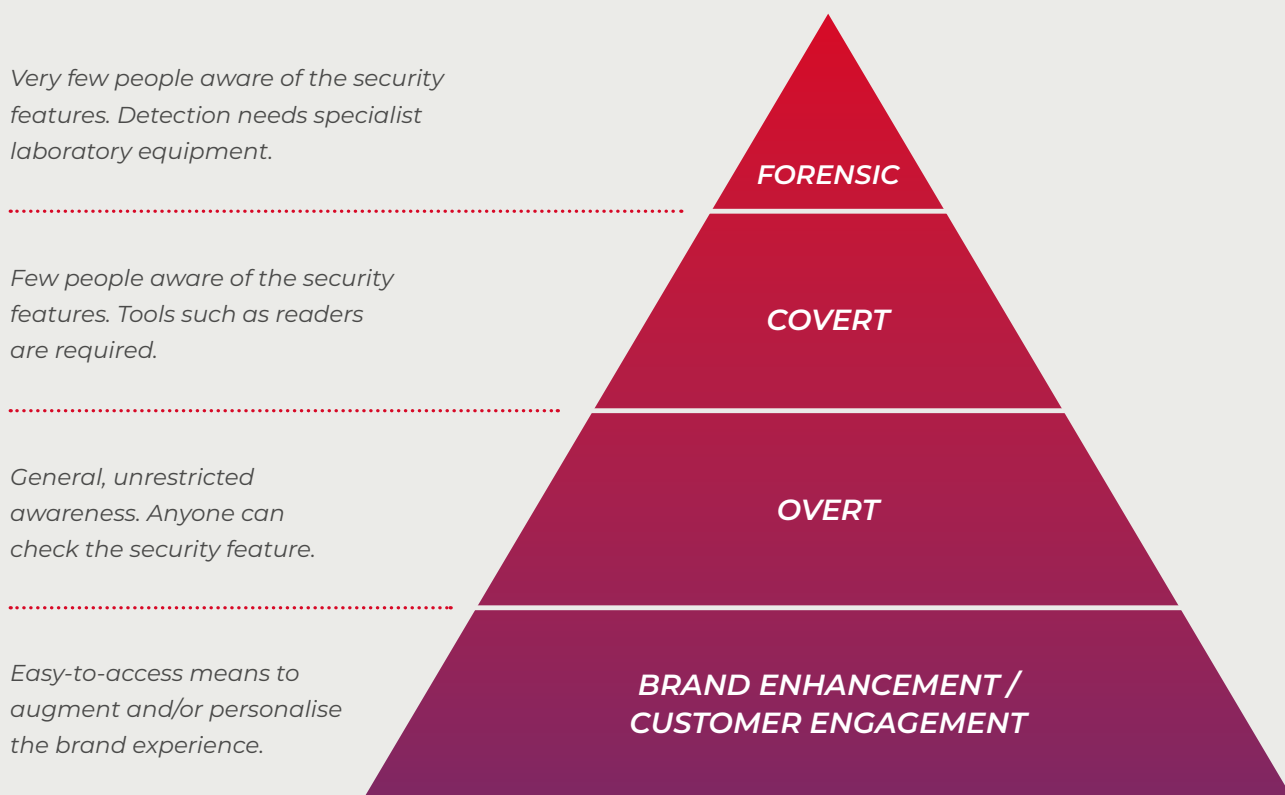 Very few people aware of the security
features. Detection needs specialist
laboratory equipment.
FORENSIC
Few people aware of the security
features. Tools such as readers
are required.
COVERT
General, unrestricted
awareness. Anyone can
check the security feature.
OVERT
Easy-to-access means to
augment and/or personalise
the brand experience.
BRAND ENHANCEMENT /
CUSTOMER ENGAGEMENT